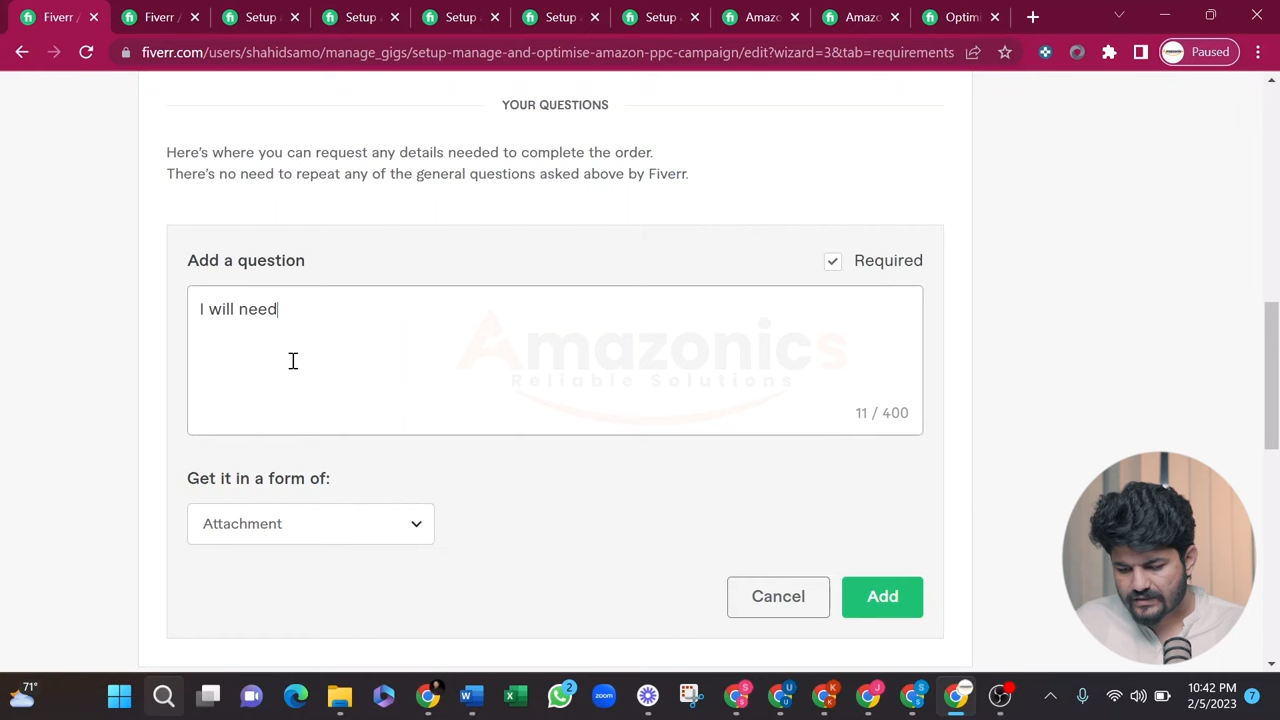 Fiverr /
Fiverr /
Setup
Setup
Setup
Setup
Setup
Amazo
Amazo
Optimi
fiverr.com/users/shahidsamo/manage_gigs/setup-manage-and-optimise-amazon-ppc-campaign/edit?wizard=3&tab=requirements
Paused
YOUR QUESTIONS
Here's where you can request any details needed to complete the order.
There's no need to repeat any of the general questions asked above by Fiverr.
Add a question
Required
I will need
Amazonics
Reliable Solutions
11 / 400
Get it in a form of:
Attachment
Cancel
Add
71°
2
10:42 PM
2/5/2023
7